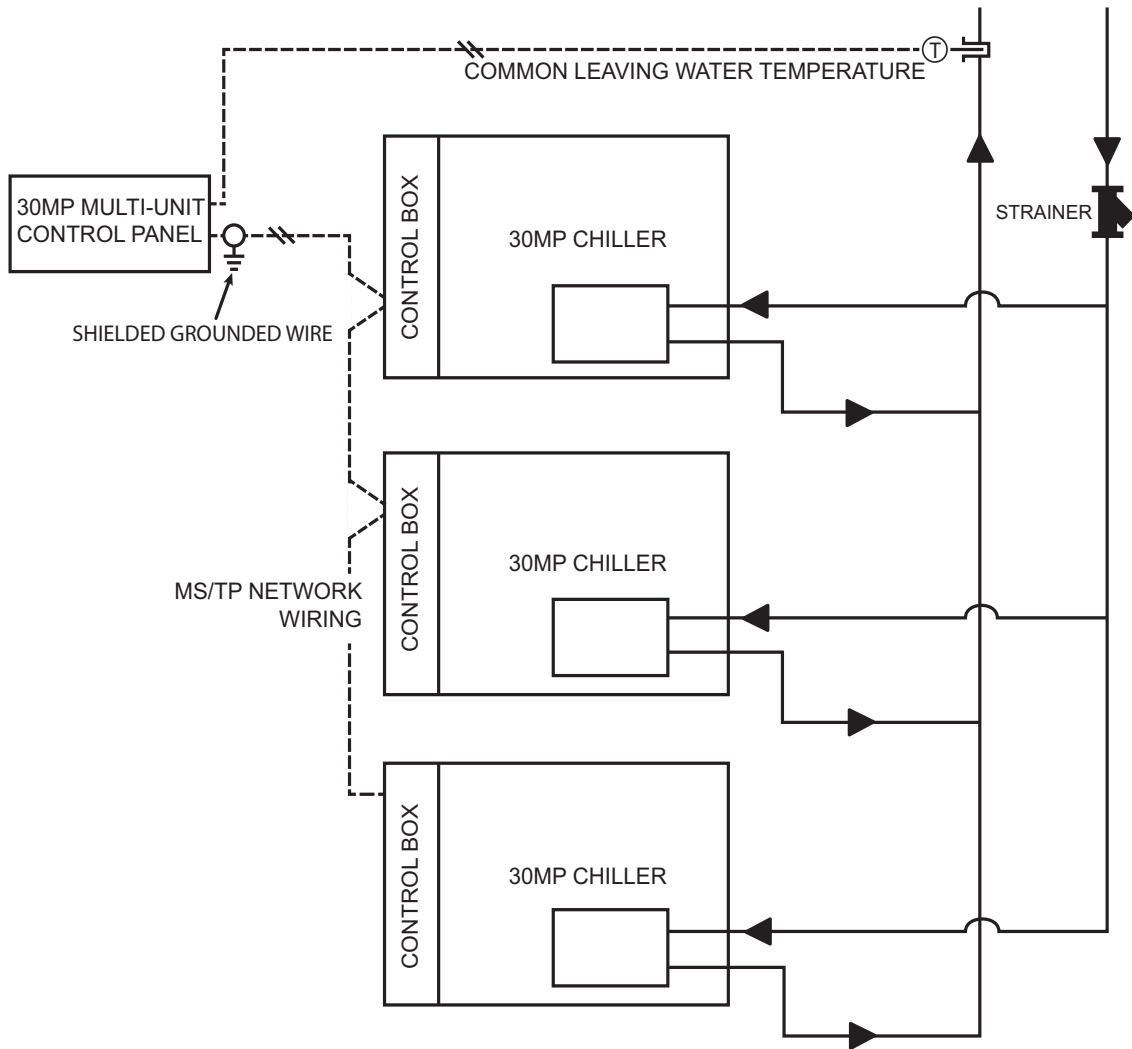 T
COMMON LEAVING WATER TEMPERATURE
30MP MULTI-UNIT
CONTROL PANEL
SHIELDED GROUNDED WIRE
STRAINER
CONTROL BOX
30MP CHILLER
MS/TP NETWORK
WIRING
CONTROL BOX
30MP CHILLER
CONTROL BOX
30MP CHILLER